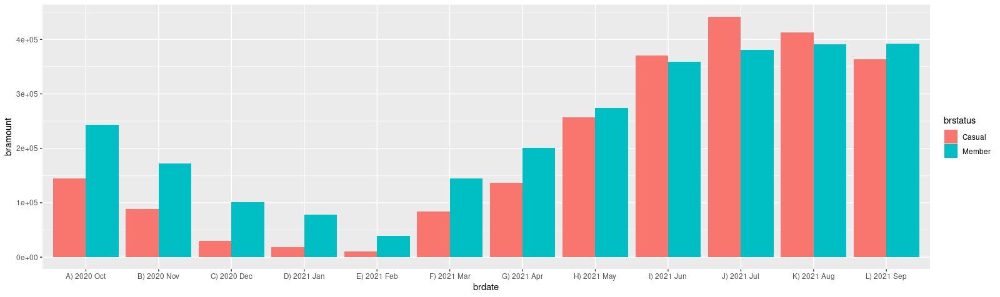 bramount
4e+05
3e+05
2e+05
1e+05
0e+00
A) 2020 Oct B) 2020 Nov C) 2020 Dec D) 2021 Jan E) 2021 Feb F) 2021 Mar G) 2021 Apr H) 2021 May I) 2021 Jun J) 2021 Jul K) 2021 Aug L) 2021 Sep
brdate
brstatus
Casual
Member